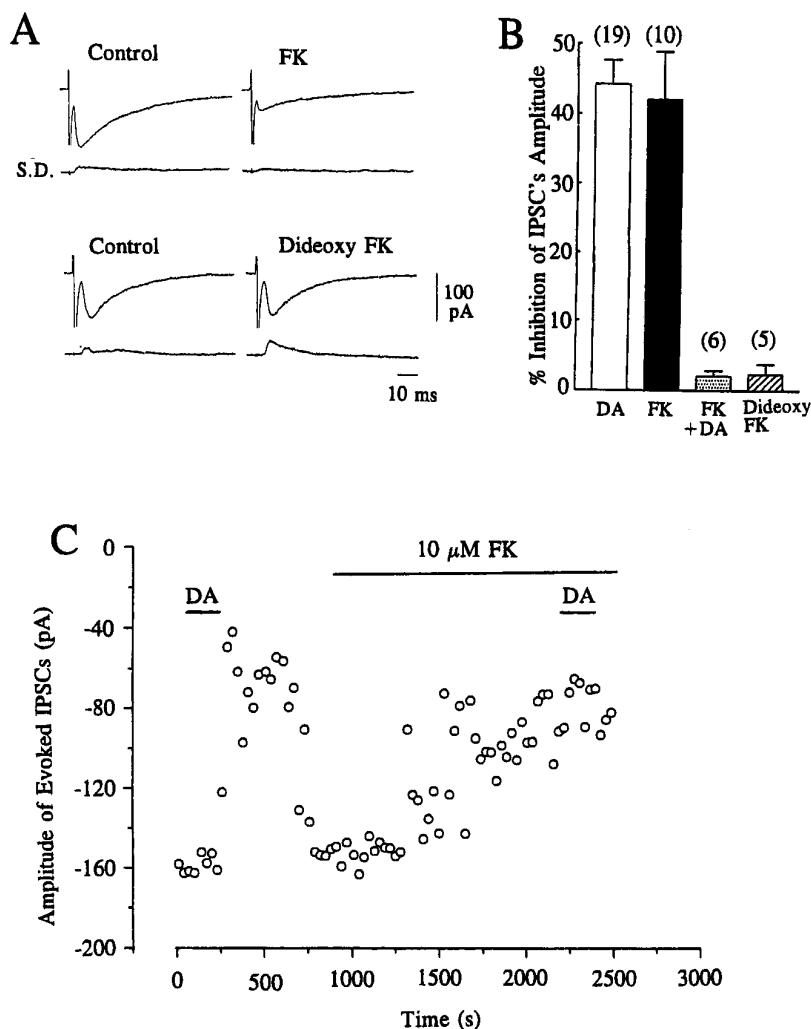 A
Control FK
S.D.
Control Dideoxy FK
100
pA
10 ms
B
% Inhibition of IPSC's Amplitude
50
40
30
20
10
0
(19) (10)
(6) (5)
DA FK FK Dideoxy
+DA FK
C
Amplitude of Evoked IPSCs (pA)
0
-40
-80
-120
-160
-200
10 μM FK
DA DA
0 500 1000 1500 2000 2500 3000
Time (s)